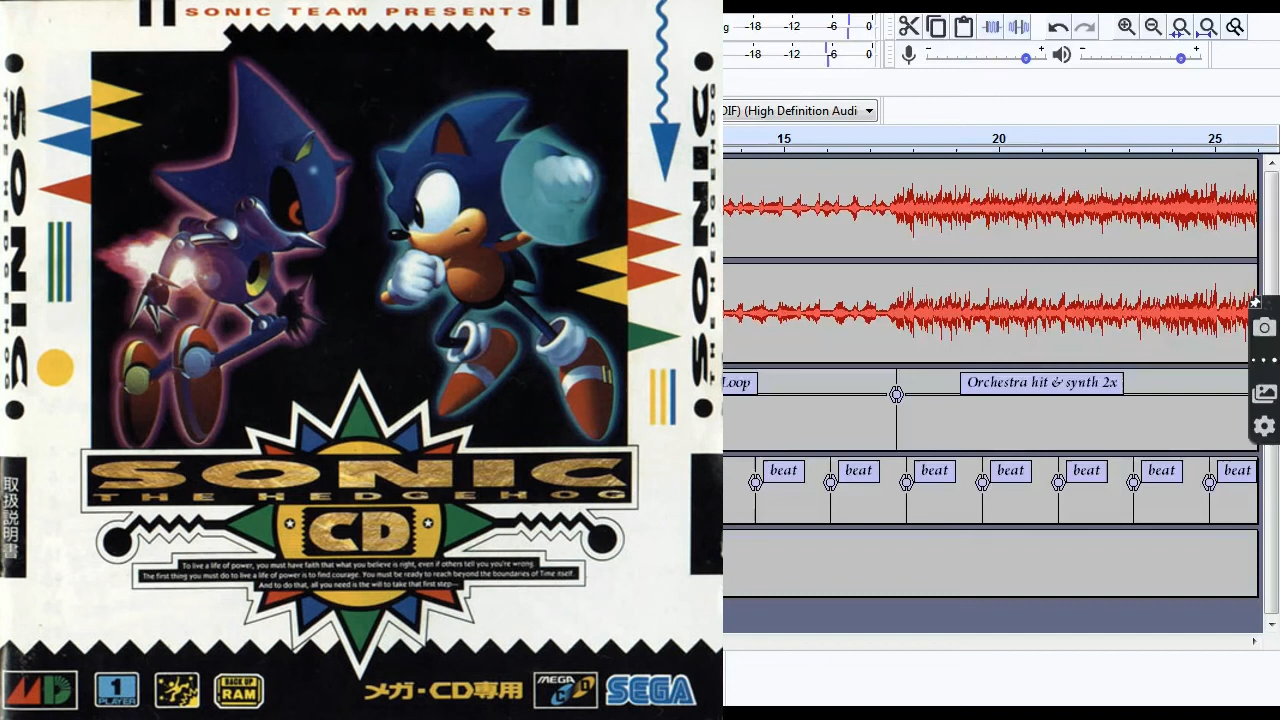 SONIC TEAM PRESENTS
SONIC
THE HEDGEHOG
SONIC
THE HEDGEHOG
SONIC
THE HEDGEHOG
CD
To live a life of power, you must have faith that what you believe is right, even if others tell you you're wrong.
The first thing you must do to live a life of power is to find courage. You must be ready to reach beyond the boundaries of Time itself.
And to do that, all you need is the will to take that first step...
取扱説明書
MD
1
PLAYER
BACK UP
RAM
メガ-CD専用
MEGA
CD
SEGA
-18 -12 -6 0
-18 -12 -6 0
DIF) (High Definition Audi
15 20 25
Loop
Orchestra hit & synth 2x
beat beat beat beat beat beat beat